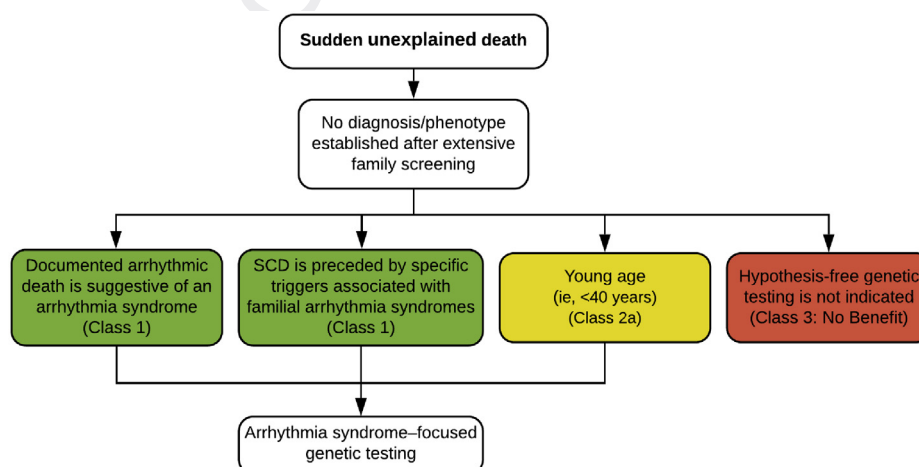 Sudden unexplained death
No diagnosis/phenotype
established after extensive
family screening
Documented arrhythmic
death is suggestive of an
arrhythmia syndrome
(Class 1)
SCD is preceded by specific
triggers associated with
familial arrhythmia syndromes
(Class 1)
Young age
(ie, <40 years)
(Class 2a)
Hypothesis-free genetic
testing is not indicated
(Class 3: No Benefit)
Arrhythmia syndrome–focused
genetic testing